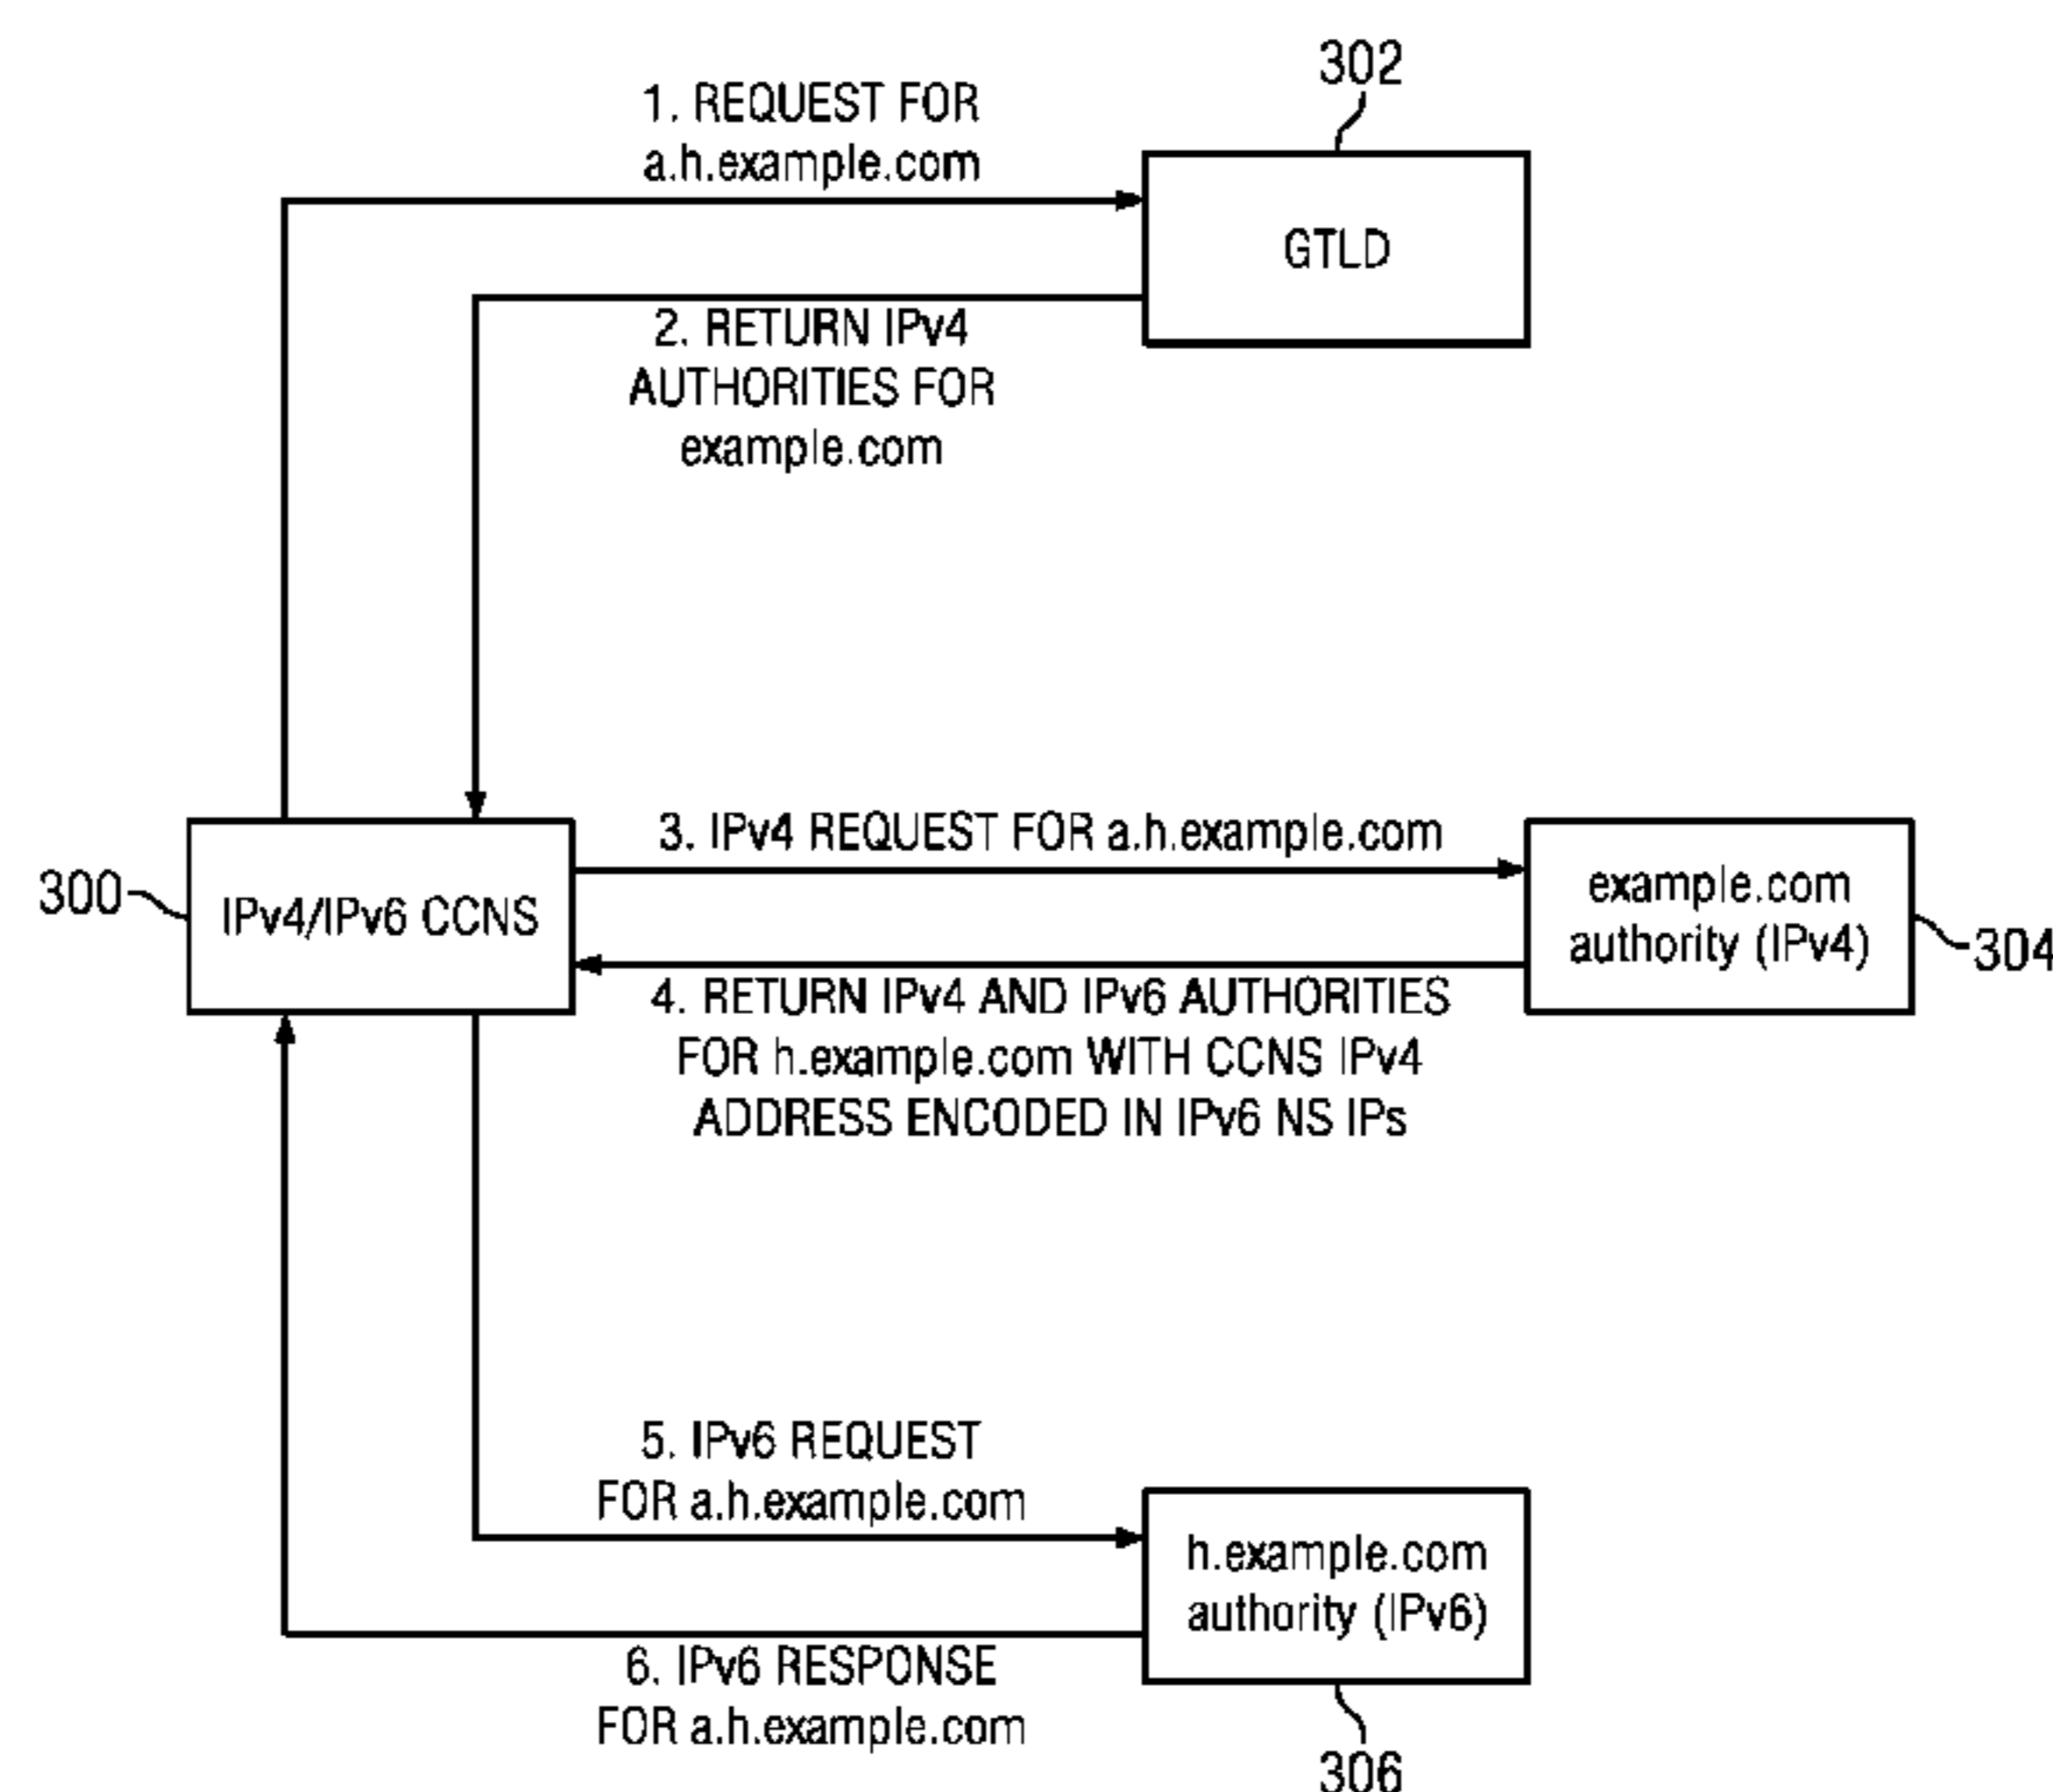 302
1. REQUEST FOR
a.h.example.com
GTLD
2. RETURN IPv4
AUTHORITIES FOR
example.com
3. IPv4 REQUEST FOR a.h.example.com
300
IPv4/IPv6 CCNS
example.com
authority (IPv4)
304
4. RETURN IPv4 AND IPv6 AUTHORITIES
FOR h.example.com WITH CCNS IPv4
ADDRESS ENCODED IN IPv6 NS IPs
5. IPv6 REQUEST
FOR a.h.example.com
h.example.com
authority (IPv6)
6. IPv6 RESPONSE
FOR a.h.example.com
306